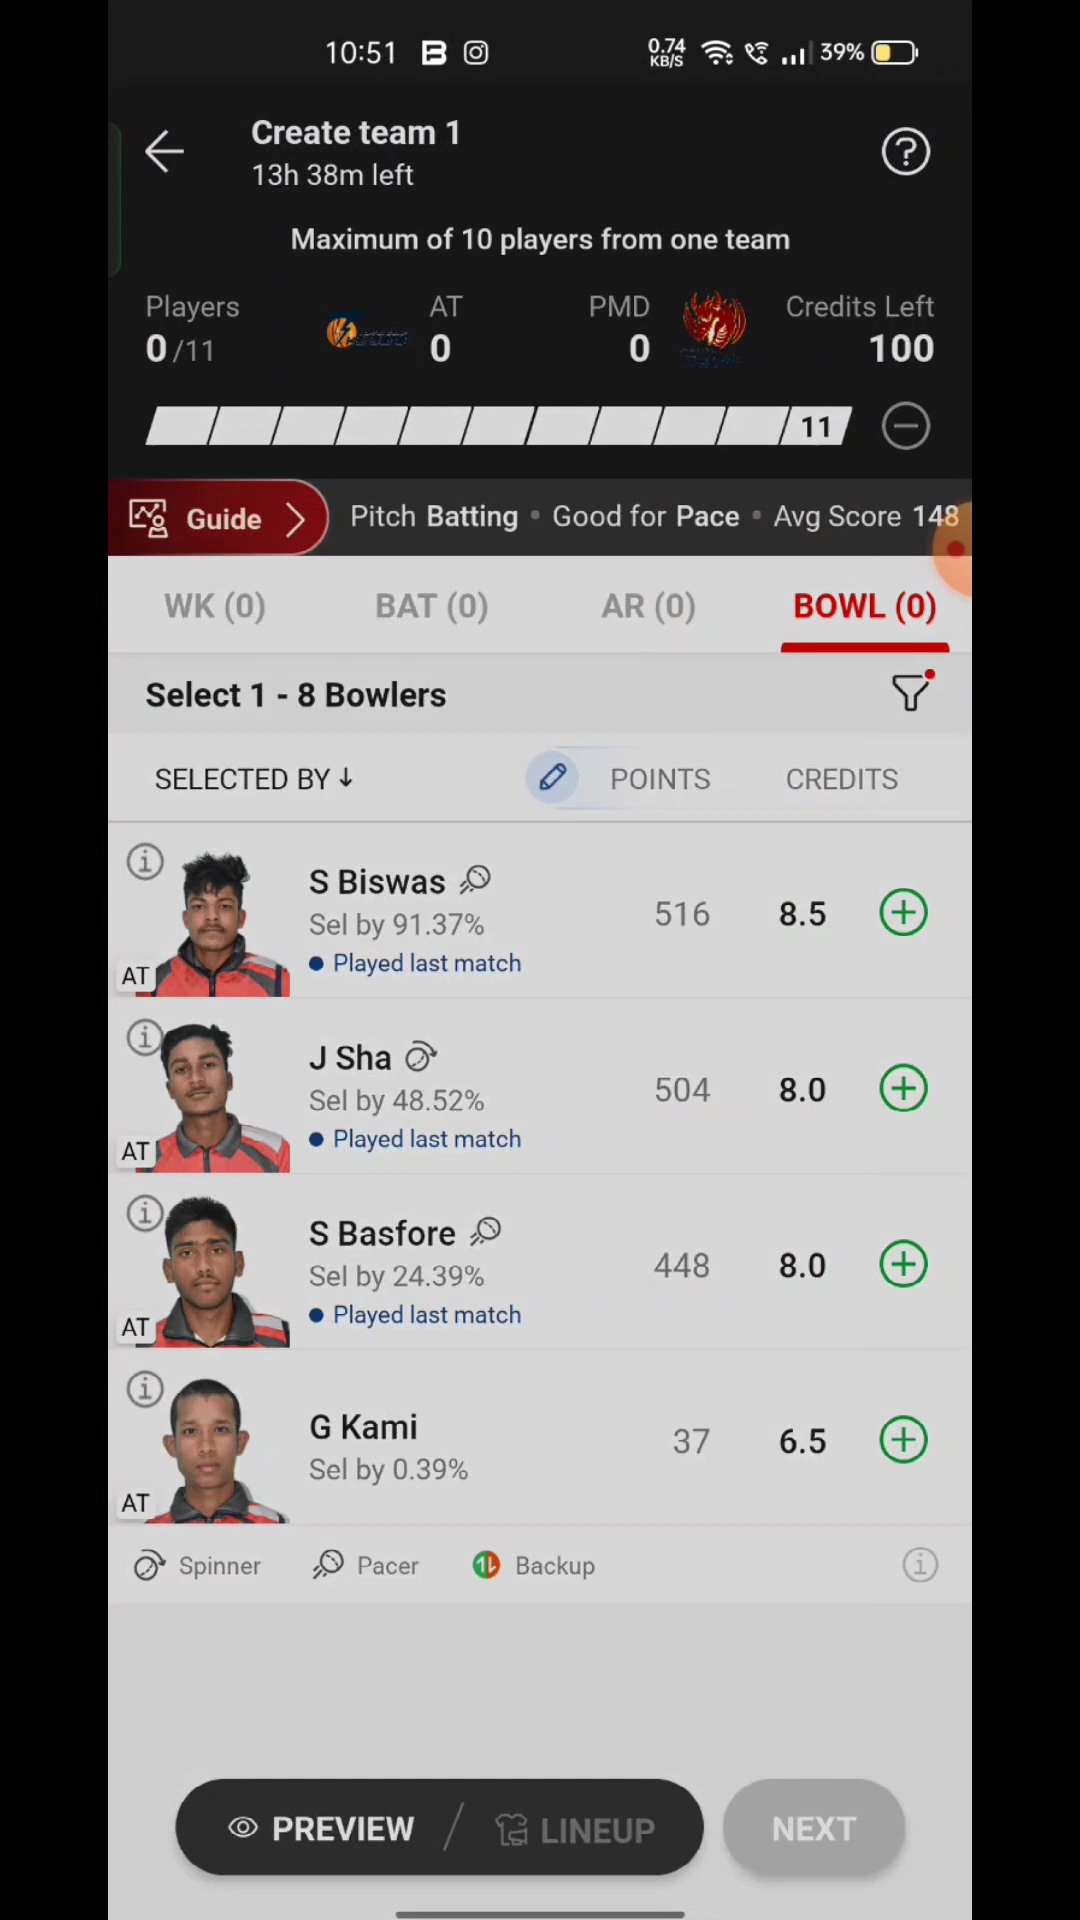 10:51
0.74
KB/S
39%
Create team 1
13h 38m left
Maximum of 10 players from one team
Players
0/11
AT
0
PMD
0
Credits Left
100
11
Guide
Pitch Batting • Good for Pace • Avg Score 148
WK (0)
BAT (0)
AR (0)
BOWL (0)
Select 1 - 8 Bowlers
SELECTED BY ↓
POINTS
CREDITS
S Biswas
Sel by 91.37%
Played last match
AT
516
8.5
J Sha
Sel by 48.52%
Played last match
AT
504
8.0
S Basfore
Sel by 24.39%
Played last match
AT
448
8.0
G Kami
Sel by 0.39%
AT
37
6.5
Spinner
Pacer
Backup
PREVIEW / LINEUP
NEXT